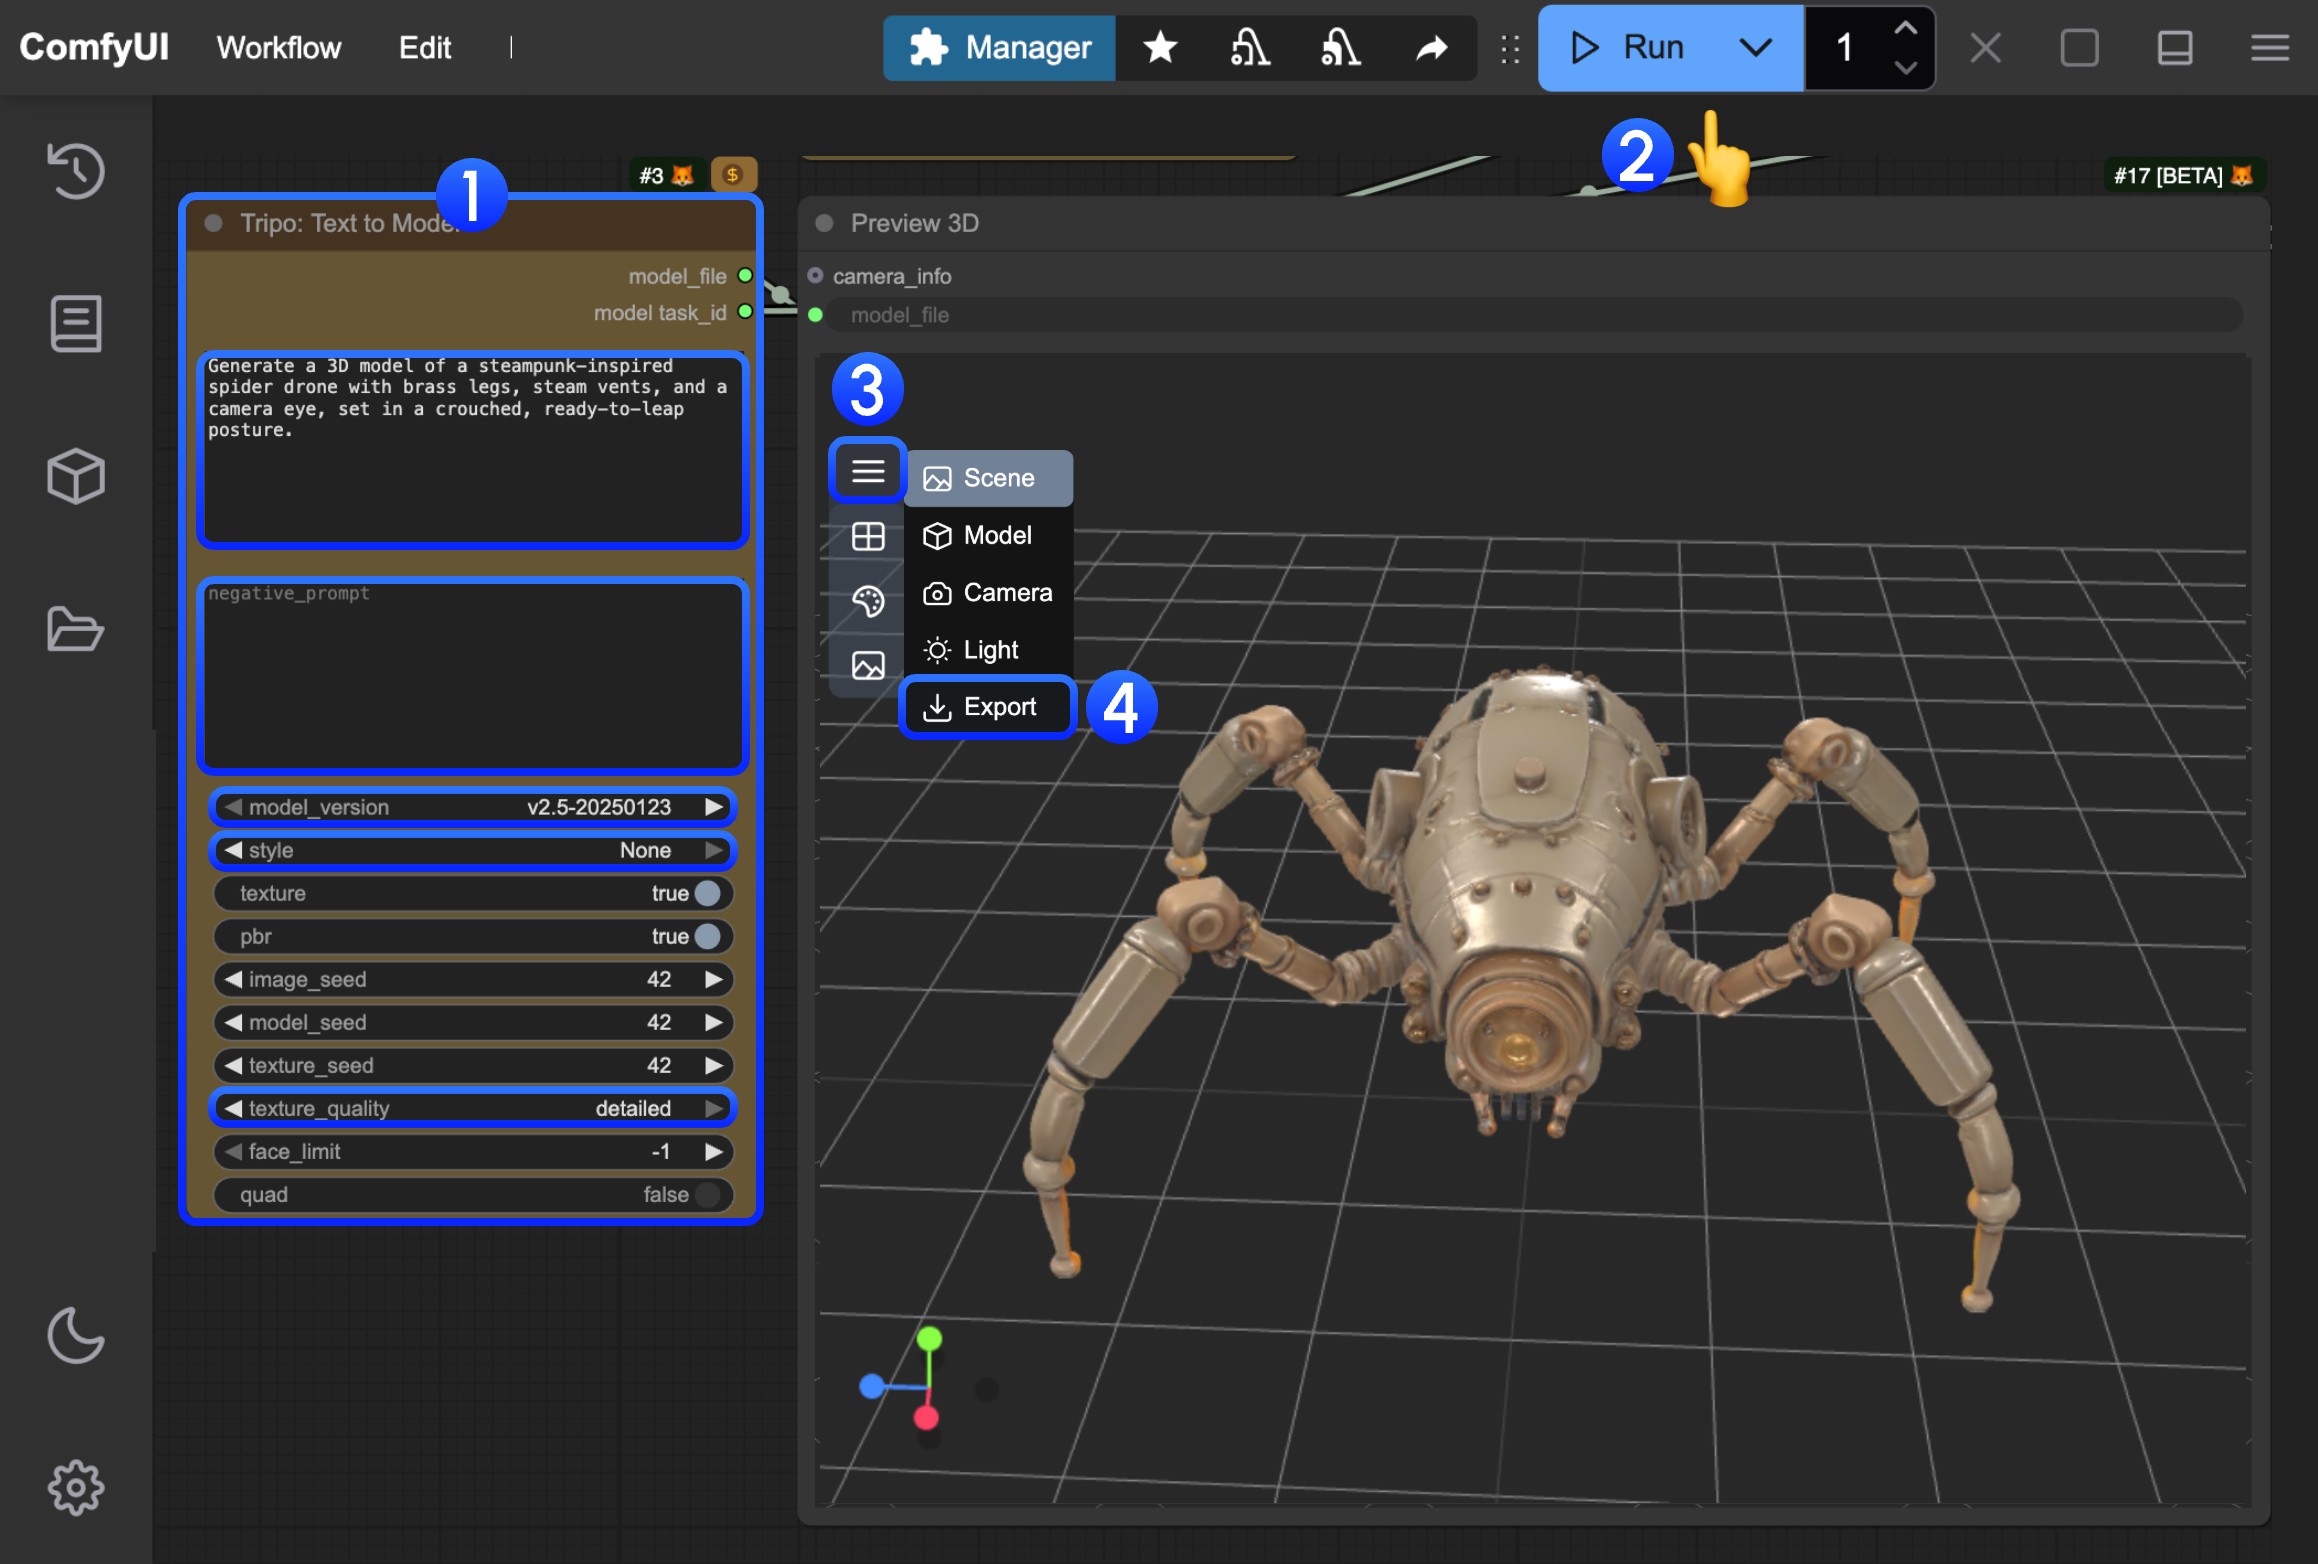 ComfyUI Workflow Edit Manager Run 1
#3 $
1
2
#17 [BETA]
Tripo: Text to Mode
model_file
model task_id
Generate a 3D model of a steampunk-inspired
spider drone with brass legs, steam vents, and a
camera eye, set in a crouched, ready-to-leap
posture.
negative_prompt
model_version v2.5-20250123
style None
texture true
pbr true
image_seed 42
model_seed 42
texture_seed 42
texture_quality detailed
face_limit -1
quad false
Preview 3D
camera_info
model_file
3
Scene
Model
Camera
Light
Export
4